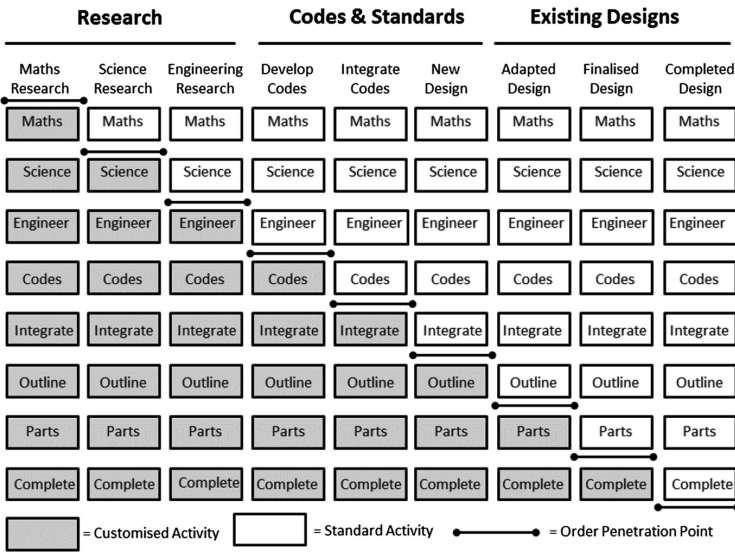 Research Codes & Standards Existing Designs
Maths Science Engineering Develop Integrate New Adapted Finalised Completed
Research Research Research Codes Codes Design Design Design Design
Maths Maths Maths Maths Maths Maths Maths Maths Maths
Science Science Science Science Science Science Science Science Science
Engineer Engineer Engineer Engineer Engineer Engineer Engineer Engineer Engineer
Codes Codes Codes Codes Codes Codes Codes Codes Codes
Integrate Integrate Integrate Integrate Integrate Integrate Integrate Integrate Integrate
Outline Outline Outline Outline Outline Outline Outline Outline Outline
Parts Parts Parts Parts Parts Parts Parts Parts Parts
Complete Complete Complete Complete Complete Complete Complete Complete Complete
= Customised Activity = Standard Activity = Order Penetration Point